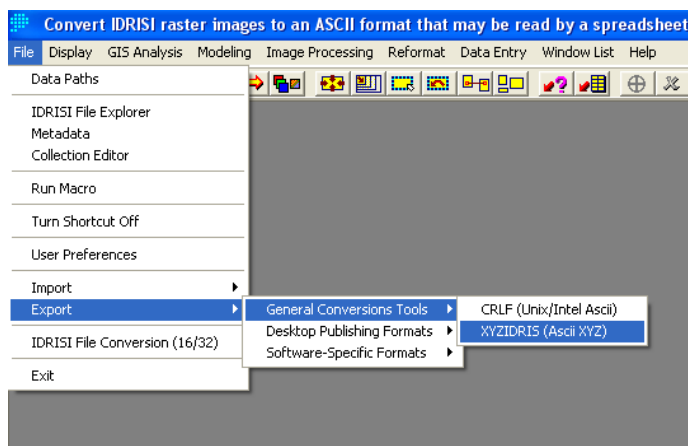 Convert IDRISI raster images to an ASCII format that may be read by a spreadsheet
File Display GIS Analysis Modeling Image Processing Reformat Data Entry Window List Help
Data Paths
IDRISI File Explorer
Metadata
Collection Editor
Run Macro
Turn Shortcut Off
User Preferences
Import
Export
General Conversions Tools
CRLF (Unix/Intel Ascii)
Desktop Publishing Formats
XYZIDRIS (Ascii XYZ)
IDRISI File Conversion (16/32)
Software-Specific Formats
Exit